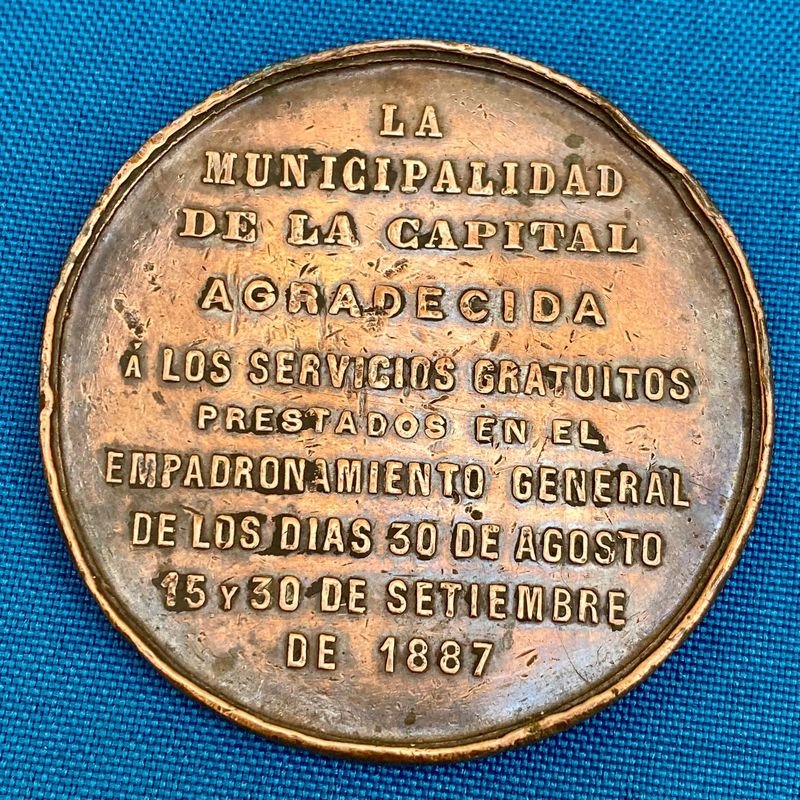 LA
MUNICIPALIDAD
DE LA CAPITAL
AGRADECIDA
Á LOS SERVICIOS GRATUITOS
PRESTADOS EN EL
EMPADRONAMIENTO GENERAL
DE LOS DIAS 30 DE AGOSTO
15 Y 30 DE SETIEMBRE
DE 1887